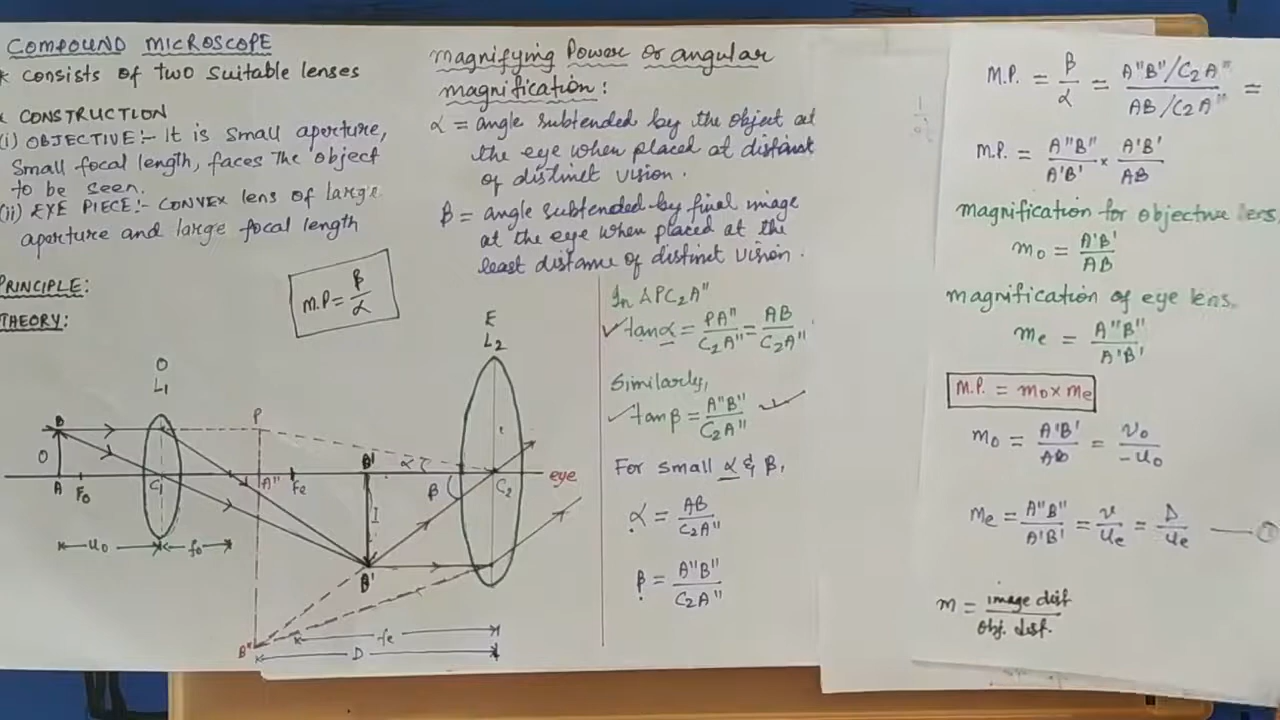 COMPOUND MICROSCOPE
* consists of two suitable lenses
* CONSTRUCTION
(i) OBJECTIVE:- It is small aperture,
Small focal length, faces the object
to be seen.
(ii) EYE PIECE:- CONVEX lens of large
aperture and large focal length
PRINCIPLE:
THEORY:
M.P = β/α
O
L₁
E
L₂
B
P
O
A
F₀
C₁
A"
Fe
B'
α
β
C₂
eye
I
B'
u₀
f₀
B"
fe
D
magnifying Power or angular
magnification:
α = angle subtended by the object at
the eye when placed at distant
of distinct vision.
β = angle subtended by final image
at the eye when placed at the
least distance of distinct vision.
In ΔPC₂A"
✓tanα = PA"/C₂A" = AB/C₂A"
Similarly,
✓tanβ = A"B"/C₂A" ✓
For small α & β,
α = AB/C₂A"
β = A"B"/C₂A"
M.P. = β/α = A"B"/C₂A" / AB/C₂A" =
M.P. = A"B"/A'B' × A'B'/AB
magnification for objective lens
m₀ = A'B'/AB
magnification of eye lens.
me = A"B"/A'B'
M.P. = m₀ × me
m₀ = A'B'/AB = v₀/-u₀
me = A"B"/A'B' = v/ue = D/ue —①
m = image dist/obj. dist.